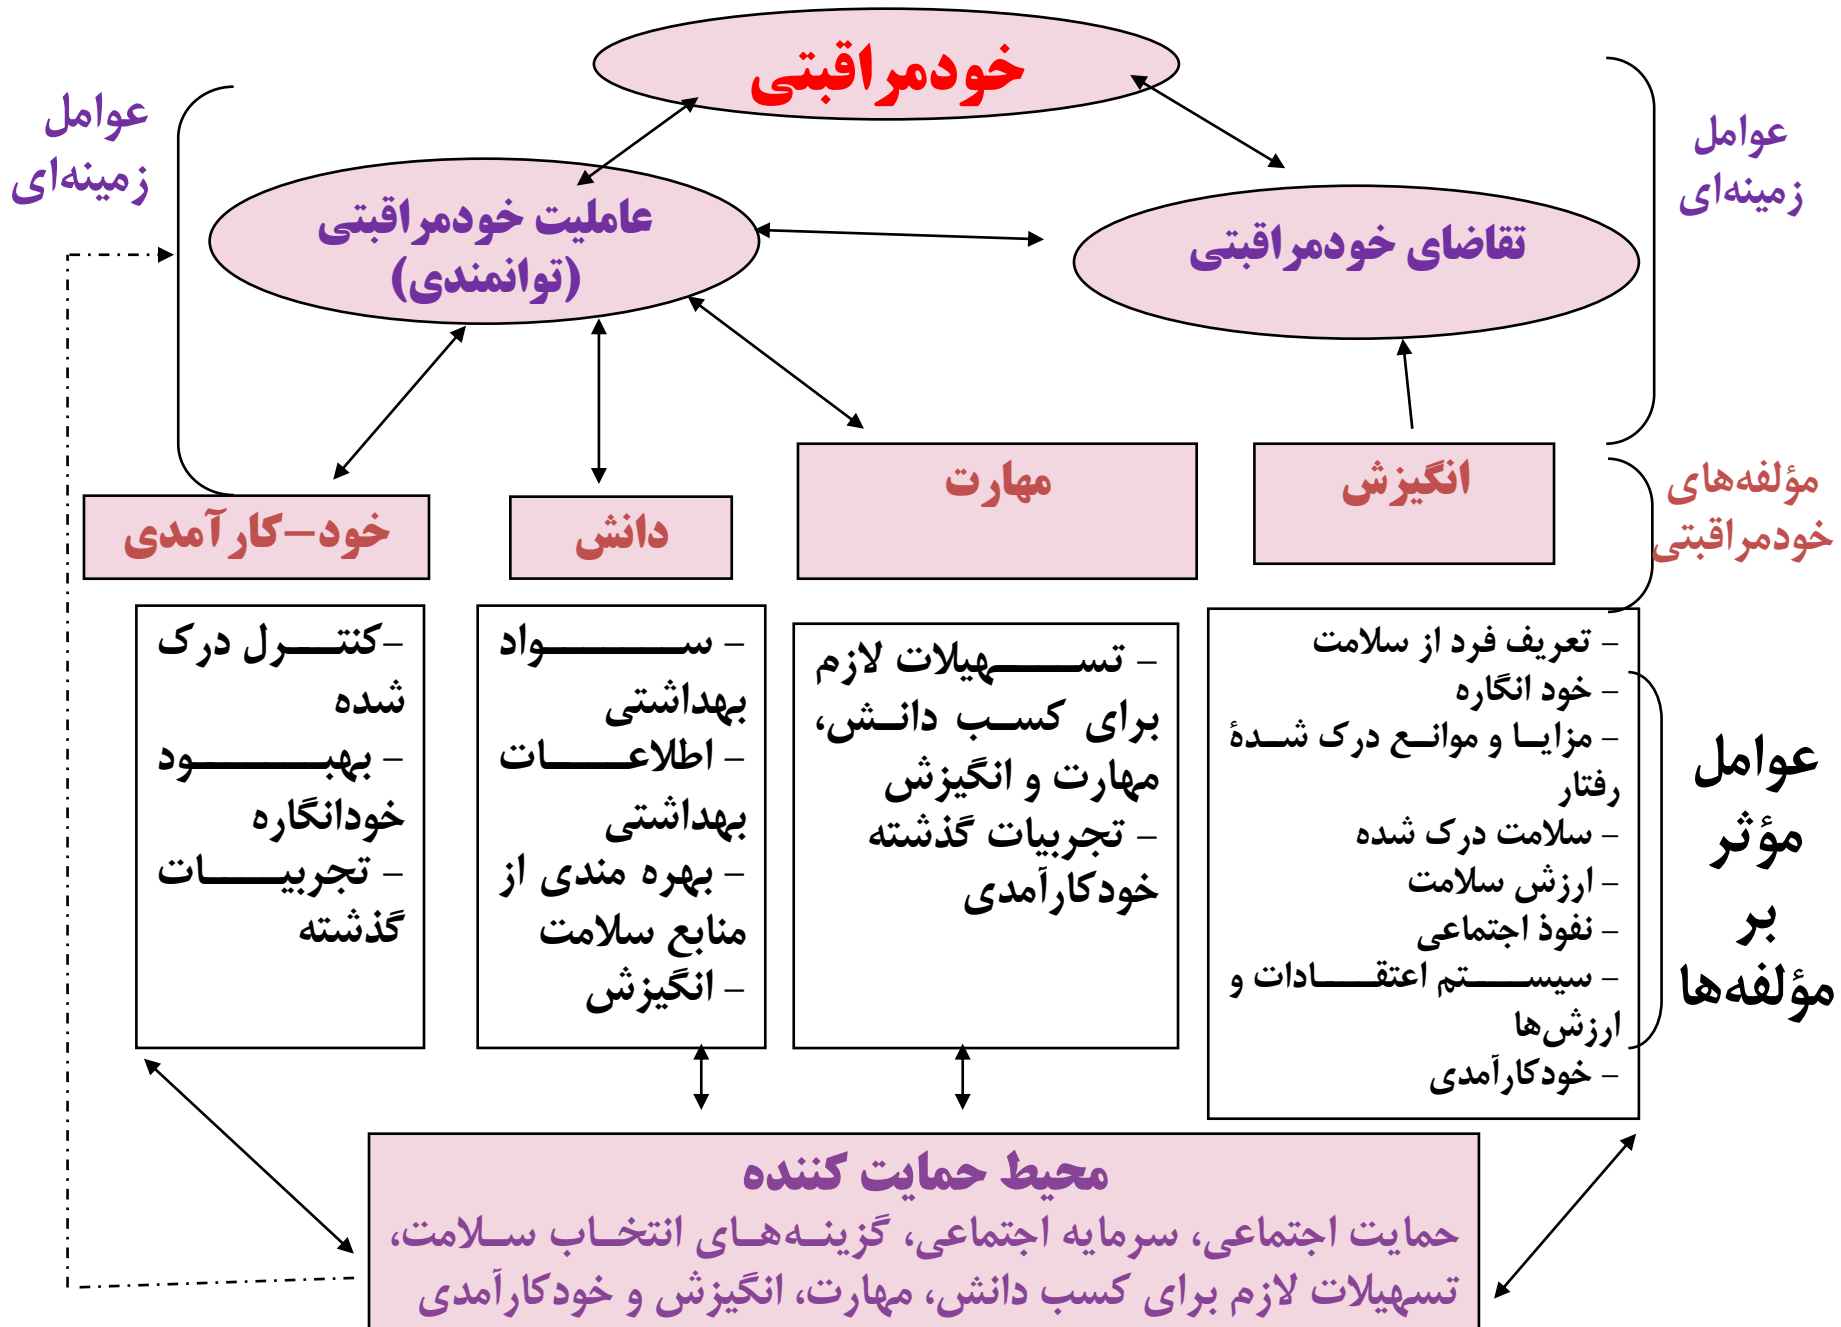 خودمراقبتی
عوامل
زمینه‌ای
عوامل
زمینه‌ای
تقاضای خودمراقبتی
عاملیت خودمراقبتی
(توانمندی)
مؤلفه‌های
خودمراقبتی
انگیزش
مهارت
دانش
خود-کارآمدی
- تعریف فرد از سلامت
- خود انگاره
- مزایا و موانع درک شدۀ
رفتار
- سلامت درک شده
- ارزش سلامت
- نفوذ اجتماعی
- سیستم اعتقادات و
ارزش‌ها
- خودکارآمدی
- تسهیلات لازم
برای کسب دانش،
مهارت و انگیزش
- تجربیات گذشته
خودکارآمدی
- سواد
بهداشتی
- اطلاعات
بهداشتی
- بهره مندی از
منابع سلامت
- انگیزش
-کنترل درک
شده
- بهبود
خودانگاره
- تجربیات
گذشته
عوامل
مؤثر
بر
مؤلفه‌ها
محیط حمایت کننده
حمایت اجتماعی، سرمایه اجتماعی، گزینه‌های انتخاب سلامت،
تسهیلات لازم برای کسب دانش، مهارت، انگیزش و خودکارآمدی